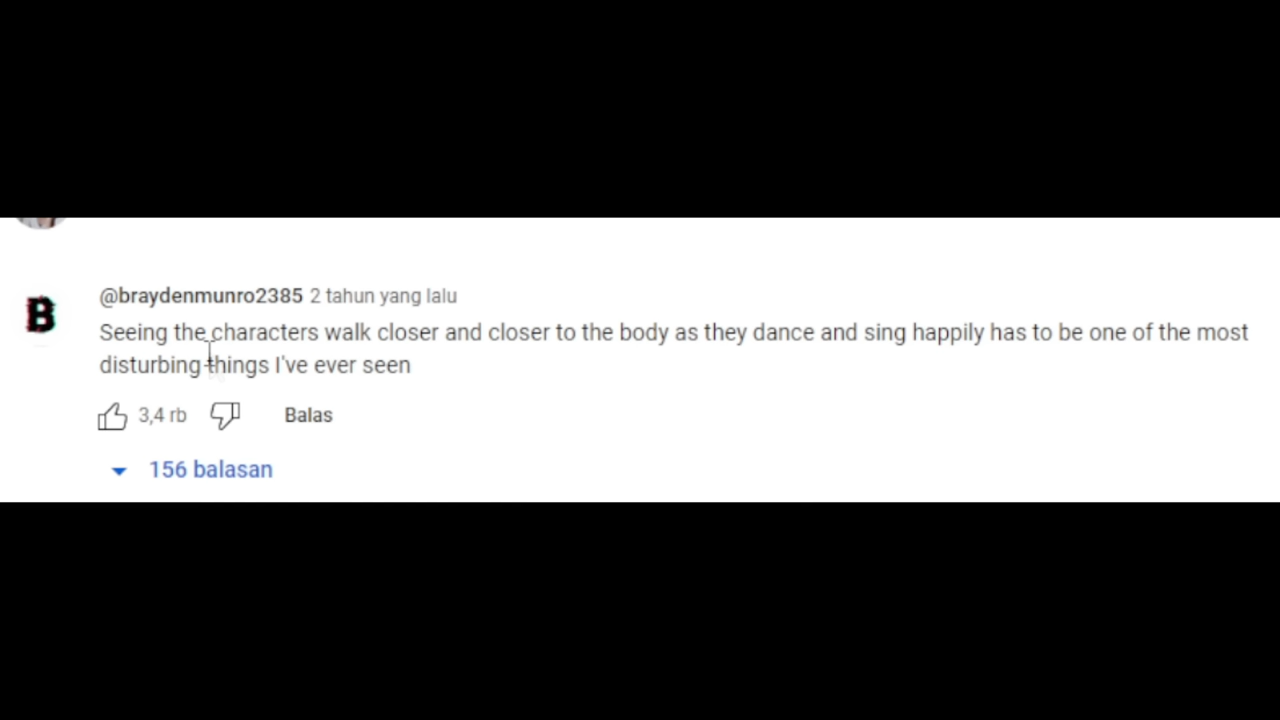 B
@braydenmunro2385 2 tahun yang lalu
Seeing the characters walk closer and closer to the body as they dance and sing happily has to be one of the most
disturbing things I've ever seen
3,4 rb Balas
156 balasan